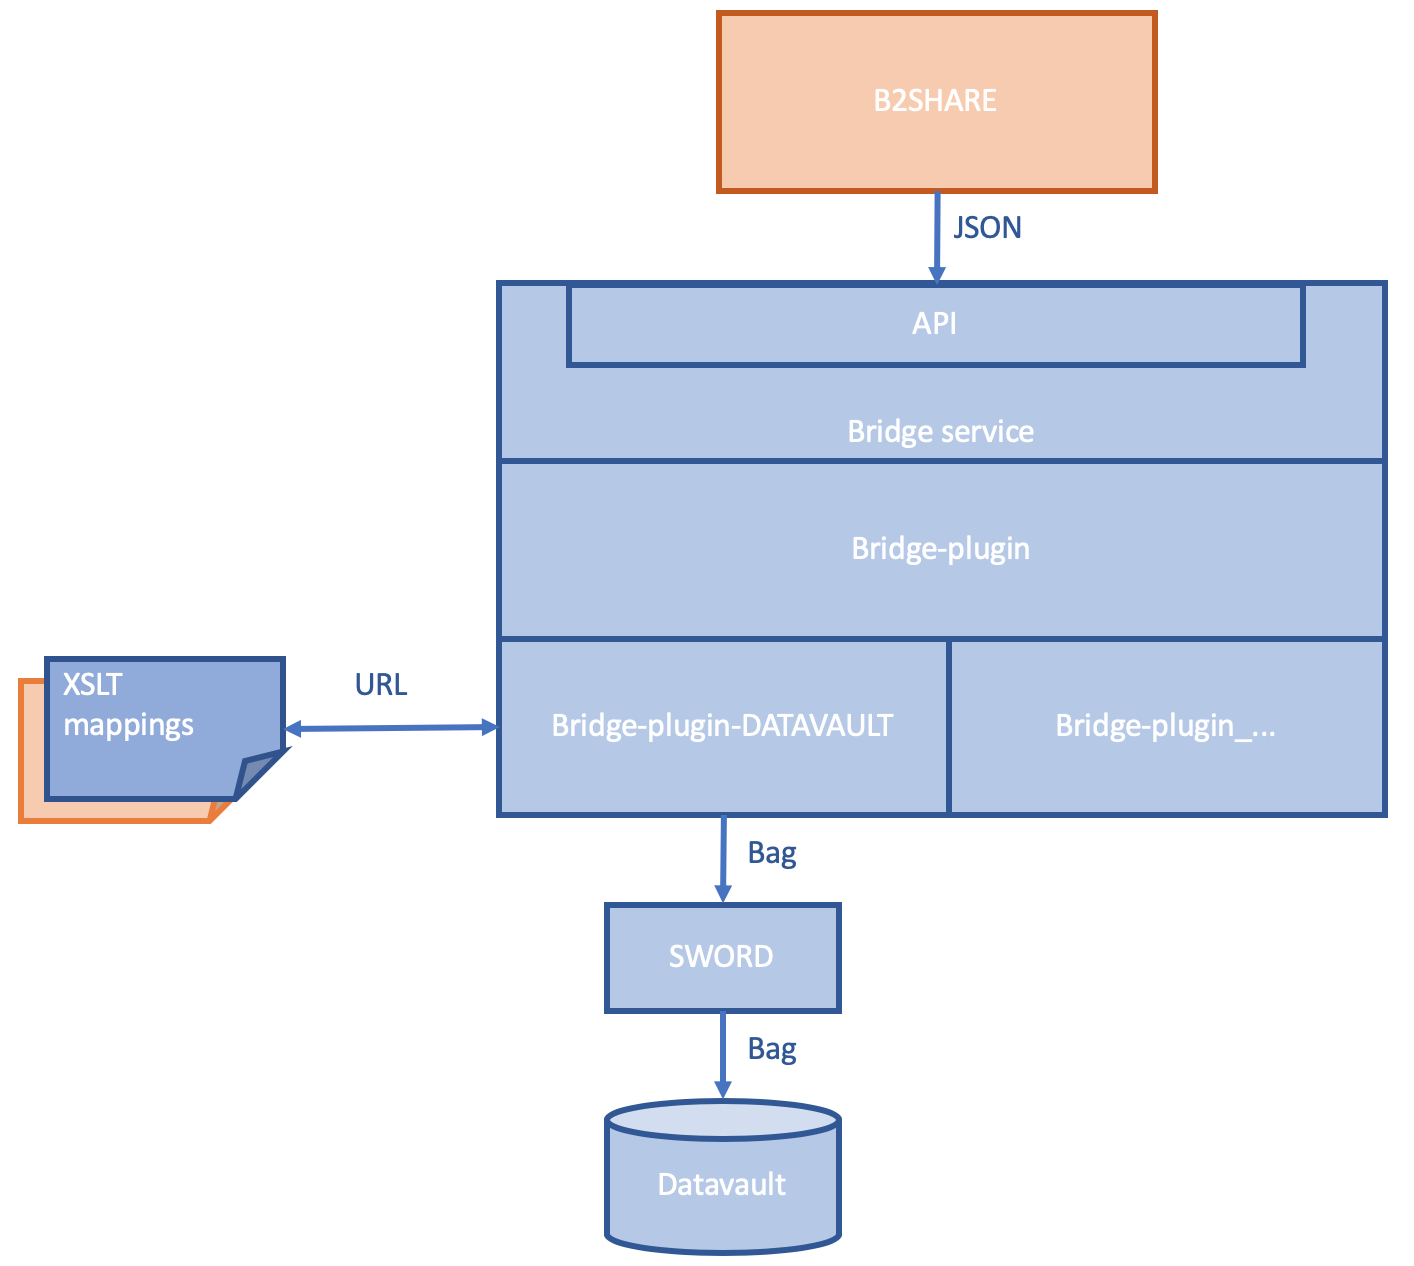 B2SHARE
JSON
API
Bridge service
Bridge-plugin
XSLT
mappings
URL
Bridge-plugin-DATAVAULT
Bridge-plugin_...
Bag
SWORD
Bag
Datavault